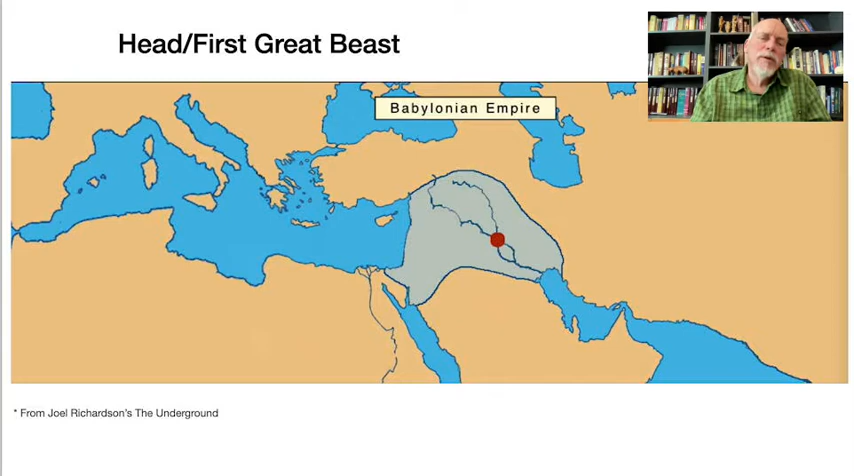 Head/First Great Beast
Babylonian Empire
* From Joel Richardson's The Underground